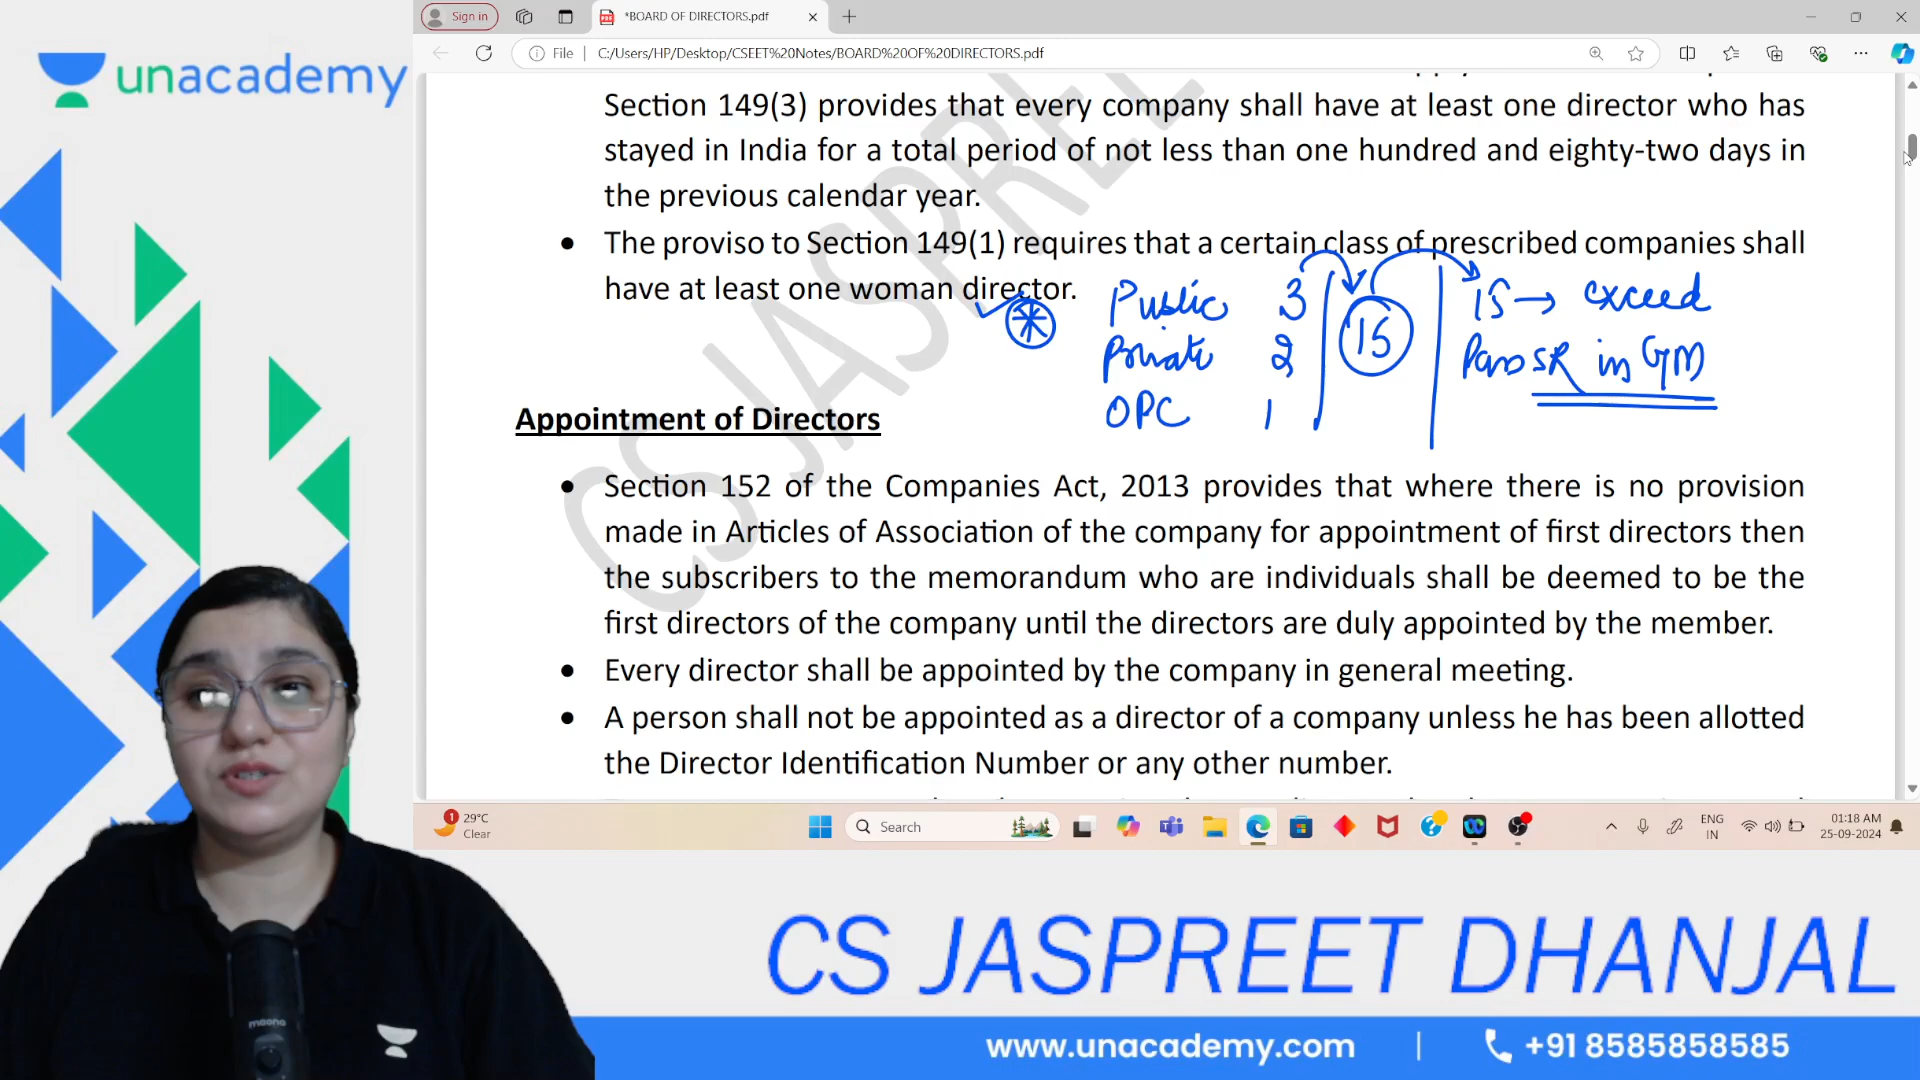 Sign in
*BOARD OF DIRECTORS.pdf
File
C:/Users/HP/Desktop/CSEET%20Notes/BOARD%20OF%20DIRECTORS.pdf
unacademy
Section 149(3) provides that every company shall have at least one director who has
stayed in India for a total period of not less than one hundred and eighty-two days in
the previous calendar year.
• The proviso to Section 149(1) requires that a certain class of prescribed companies shall
have at least one woman director.
Public 3
Private 2
OPC 1
15
15 → exceed
Pass SR in GM
CS JASPREE
Appointment of Directors
• Section 152 of the Companies Act, 2013 provides that where there is no provision
made in Articles of Association of the company for appointment of first directors then
the subscribers to the memorandum who are individuals shall be deemed to be the
first directors of the company until the directors are duly appointed by the member.
• Every director shall be appointed by the company in general meeting.
• A person shall not be appointed as a director of a company unless he has been allotted
the Director Identification Number or any other number.
1
29°C
Clear
Search
ENG
IN
01:18 AM
25-09-2024
maono
CS JASPREET DHANJAL
www.unacademy.com | +91 8585858585